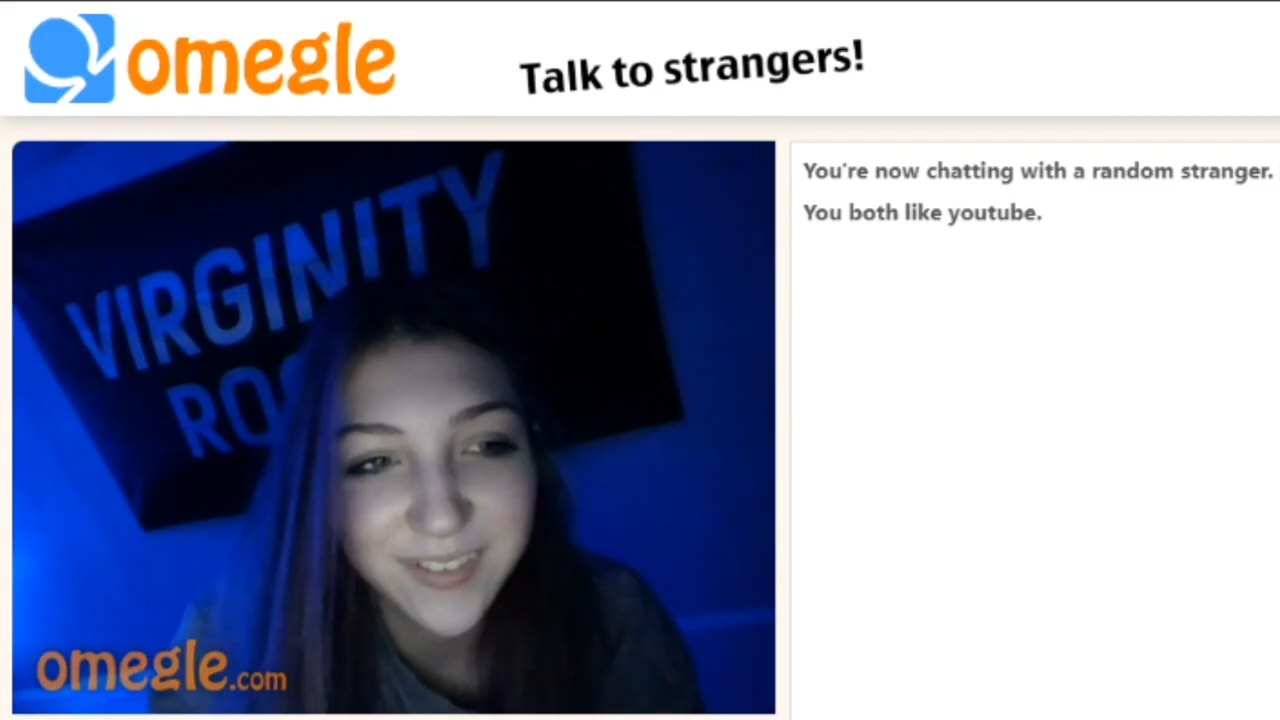 omegle
Talk to strangers!
VIRGINITY
RO
You're now chatting with a random stranger.
You both like youtube.
omegle.com